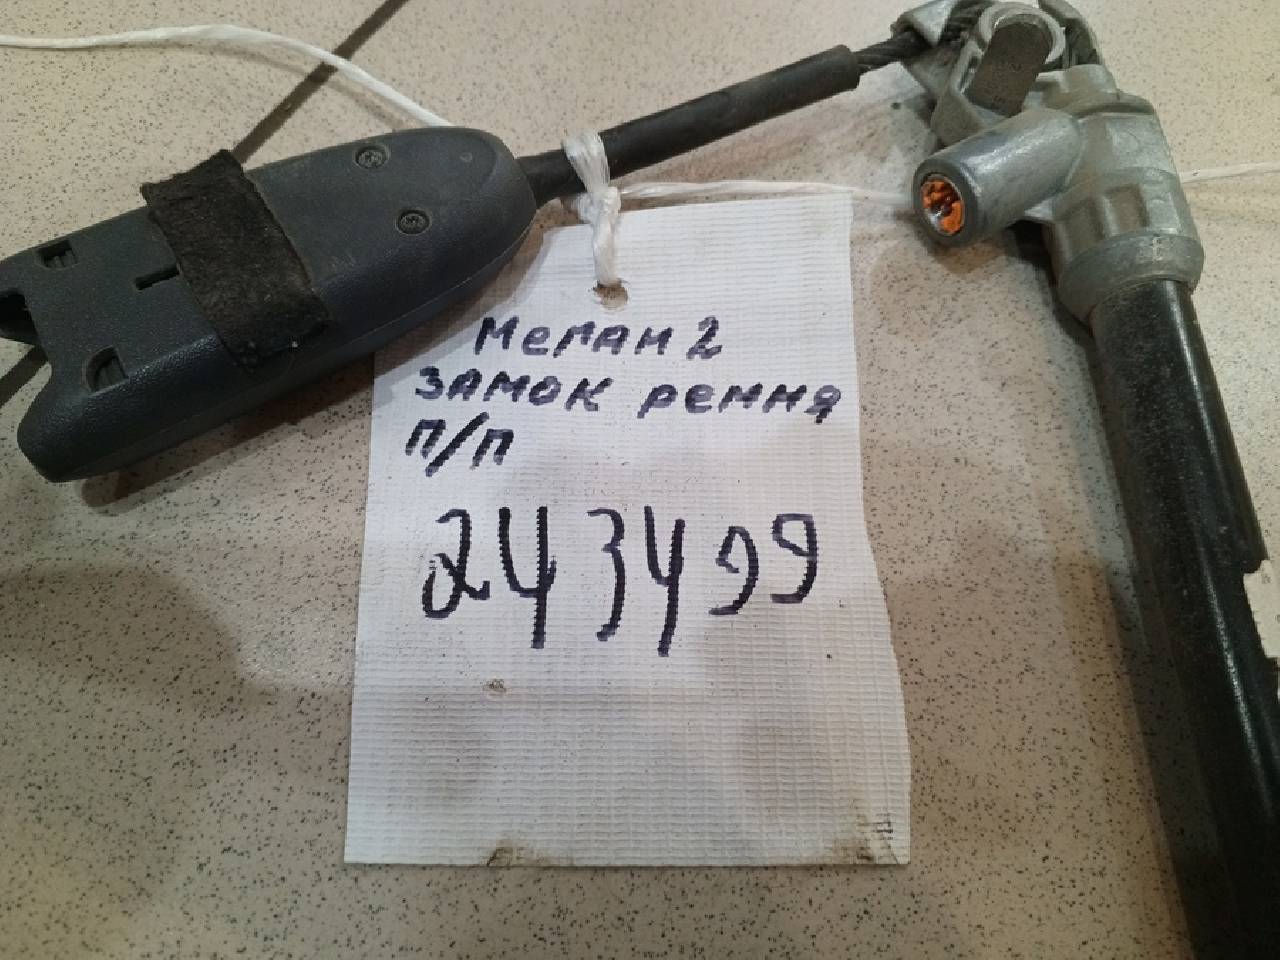 Меган 2
замок ремня
п/п
243499